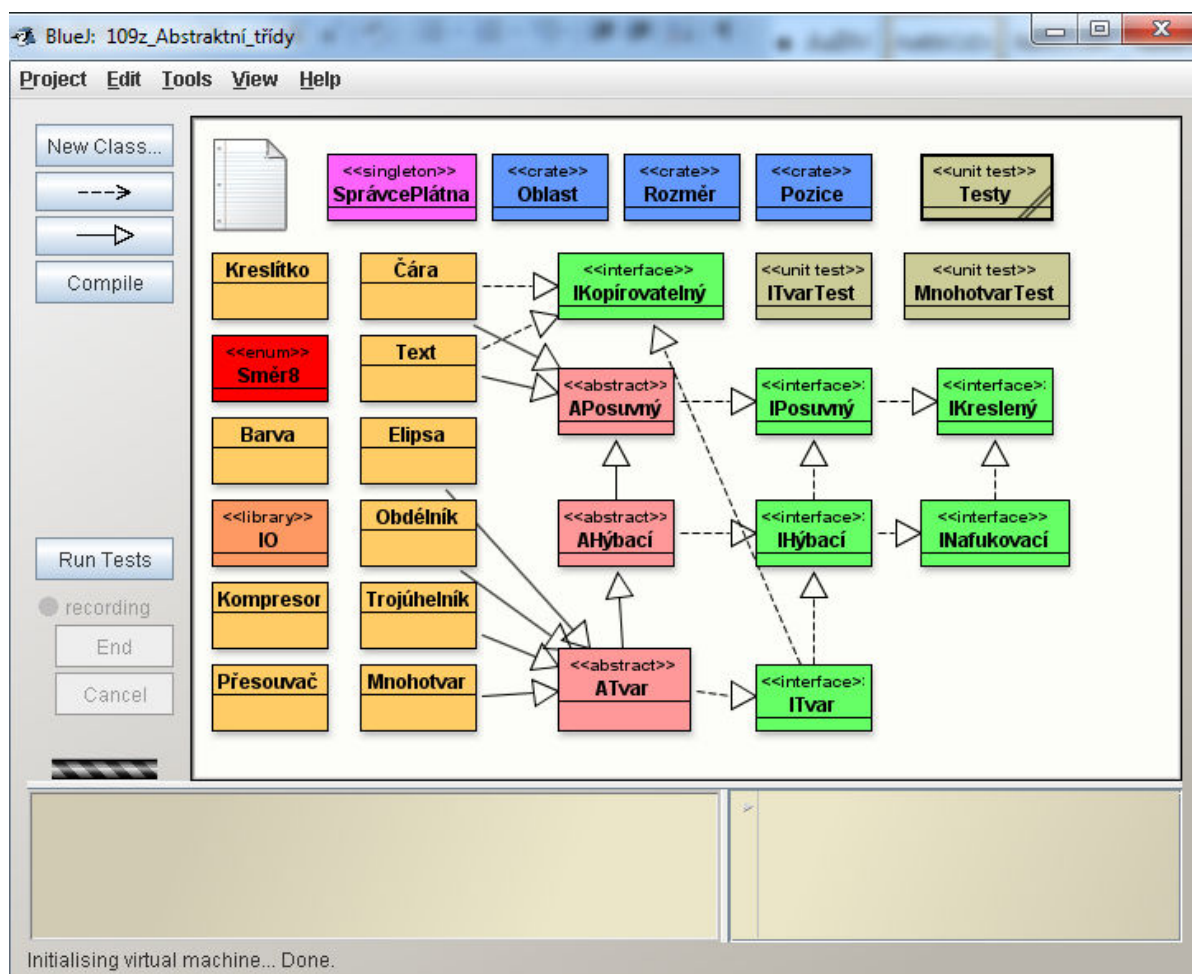 BlueJ: 109z_Abstraktní_třídy
Project Edit Tools View Help
New Class...
Compile
Run Tests
recording
End
Cancel
<<singleton>>
SprávcePlátna
<<crate>>
Oblast
<<crate>>
Rozměr
<<crate>>
Pozice
<<unit test>>
Testy
Kreslítko
Čára
<<interface>>
IKopírovatelný
<<unit test>>
ITvarTest
<<unit test>>
MnohotvarTest
<<enum>>
Směr8
Text
<<abstract>>
APosuvný
<<interface>>
IPosuvný
<<interface>>
IKreslený
Barva
Elipsa
<<library>>
IO
Obdélník
<<abstract>>
AHýbací
<<interface>>
IHýbací
<<interface>>
INafukovací
Kompresor
Trojúhelník
Přesouvač
Mnohotvar
<<abstract>>
ATvar
<<interface>>
ITvar
Initialising virtual machine... Done.